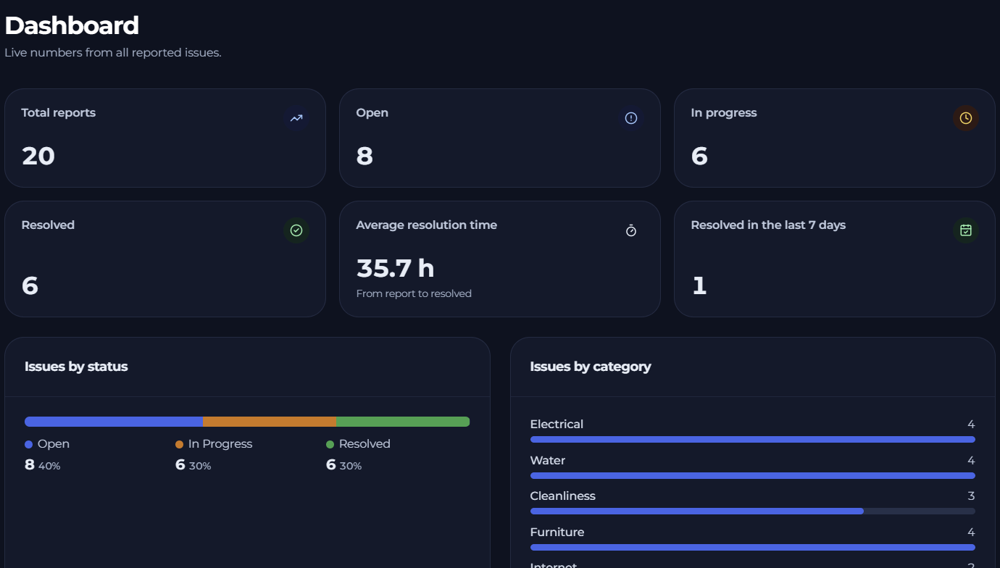 Dashboard
Live numbers from all reported issues.
Total reports
20
Open
8
In progress
6
Resolved
6
Average resolution time
35.7 h
From report to resolved
Resolved in the last 7 days
1
Issues by status
Open
8 40%
In Progress
6 30%
Resolved
6 30%
Issues by category
Electrical 4
Water 4
Cleanliness 3
Furniture 4
Internet